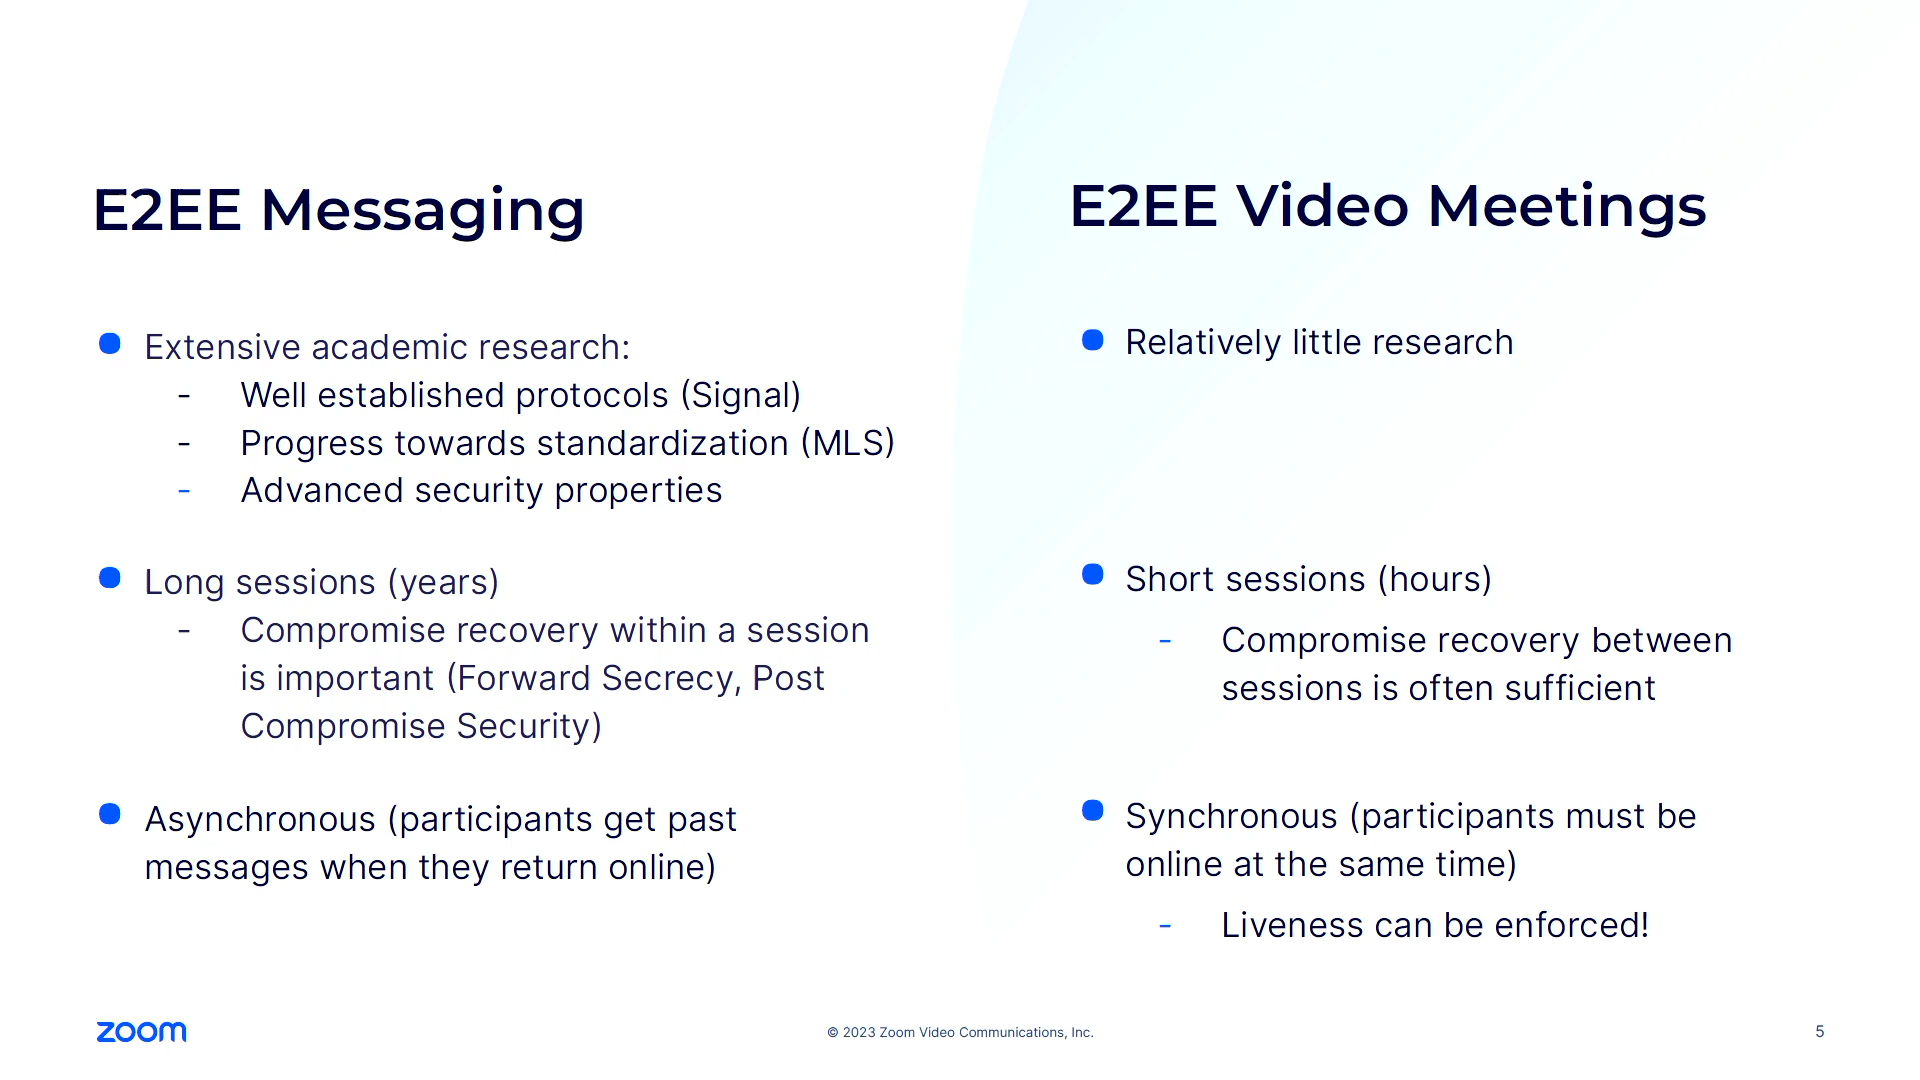 E2EE Messaging
● Extensive academic research:
- Well established protocols (Signal)
- Progress towards standardization (MLS)
- Advanced security properties
● Long sessions (years)
- Compromise recovery within a session
is important (Forward Secrecy, Post
Compromise Security)
● Asynchronous (participants get past
messages when they return online)
E2EE Video Meetings
● Relatively little research
● Short sessions (hours)
- Compromise recovery between
sessions is often sufficient
● Synchronous (participants must be
online at the same time)
- Liveness can be enforced!
zoom
© 2023 Zoom Video Communications, Inc.
5